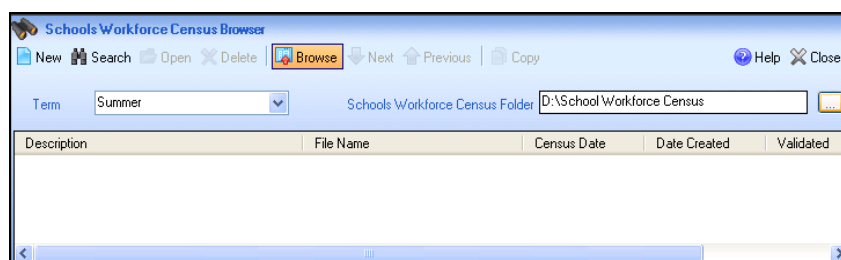 Schools Workforce Census Browser
New Search Open Delete Browse Next Previous Copy Help Close
Term Summer Schools Workforce Census Folder D:\School Workforce Census ...
Description File Name Census Date Date Created Validated